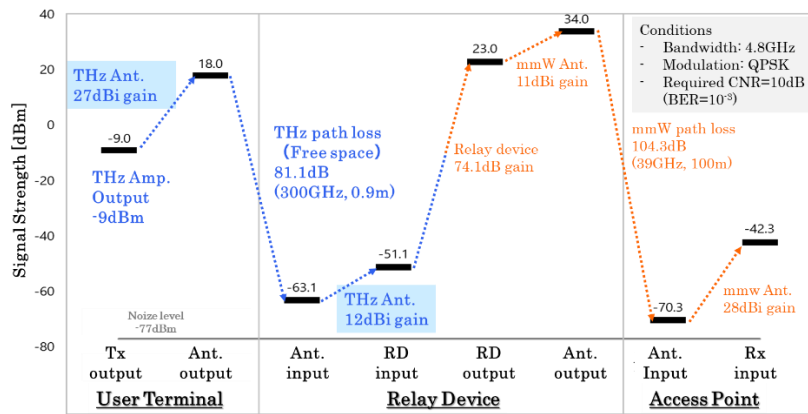 40
20
0
-20
-40
-60
-80
Signal Strength [dBm]
THz Ant.
27dBi gain
18.0
-9.0
THz Amp.
Output
-9dBm
Noize level
-77dBm
THz path loss
(Free space)
81.1dB
(300GHz, 0.9m)
-63.1
-51.1
THz Ant.
12dBi gain
23.0
34.0
mmW Ant.
11dBi gain
Relay device
74.1dB gain
Conditions
- Bandwidth: 4.8GHz
- Modulation: QPSK
- Required CNR=10dB
(BER=10⁻³)
mmW path loss
104.3dB
(39GHz, 100m)
-70.3
-42.3
mmw Ant.
28dBi gain
Tx
output
Ant.
output
Ant.
input
RD
input
RD
output
Ant.
output
Ant.
Input
Rx
input
User Terminal
Relay Device
Access Point